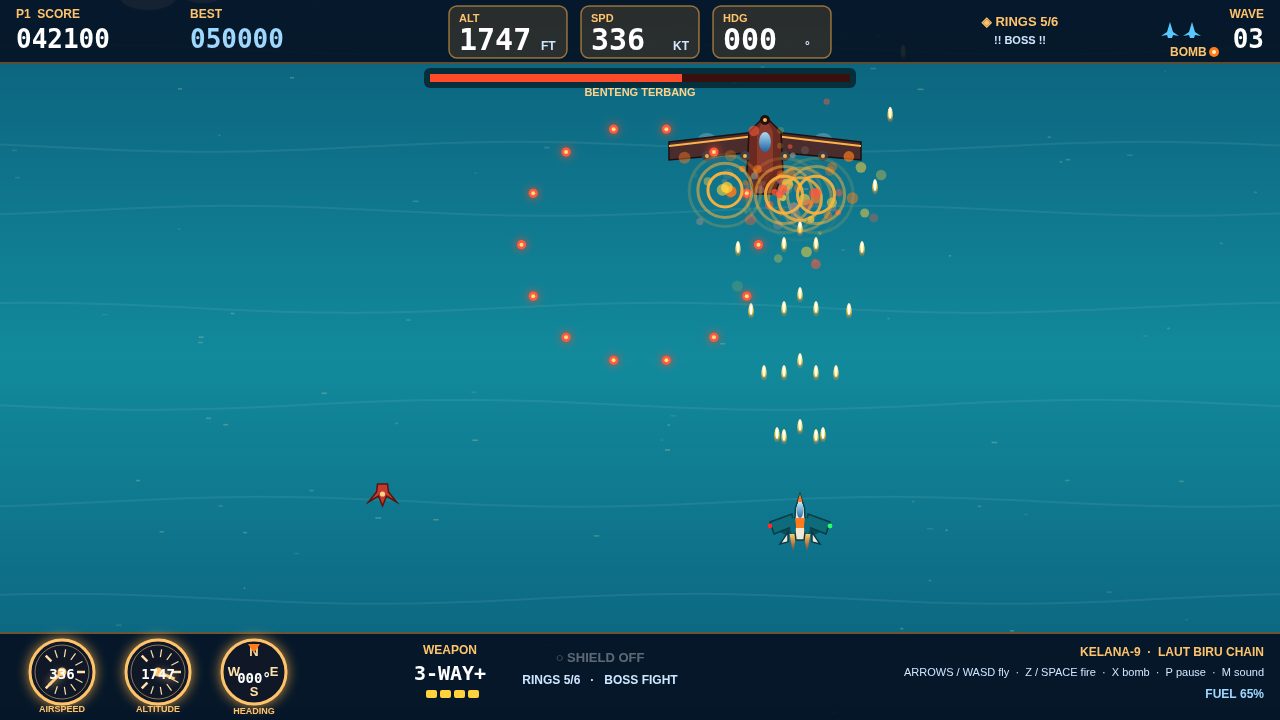 P1 SCORE
042100
BEST
050000
ALT
1747 FT
SPD
336 KT
HDG
000 °
◈ RINGS 5/6
!! BOSS !!
WAVE
03
BOMB
BENTENG TERBANG
336
AIRSPEED
1747
ALTITUDE
N
W 000° E
S
HEADING
WEAPON
3-WAY+
○ SHIELD OFF
RINGS 5/6 · BOSS FIGHT
KELANA-9 · LAUT BIRU CHAIN
ARROWS / WASD fly · Z / SPACE fire · X bomb · P pause · M sound
FUEL 65%